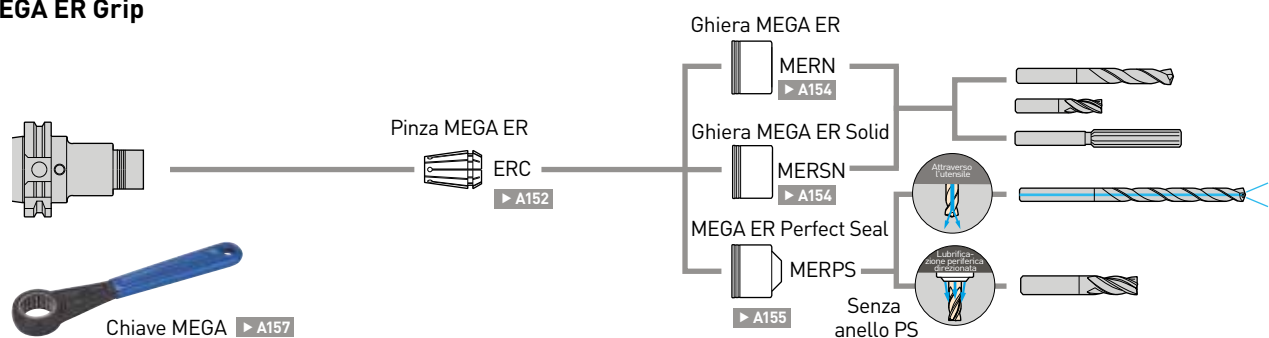 EGA ER Grip
Ghiera MEGA ER
MERN
▶ A154
Pinza MEGA ER
ERC
▶ A152
Ghiera MEGA ER Solid
MERSN
▶ A154
Attraverso
l'utensile
MEGA ER Perfect Seal
MERPS
▶ A155
Lubrifica-
zione periferica
direzionata
Senza
anello PS
Chiave MEGA ▶ A157